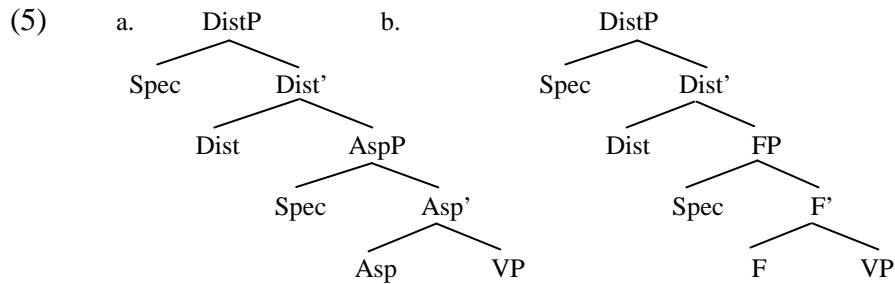 (5) a. DistP b. DistP
Spec Dist’ Spec Dist’
Dist AspP Dist FP
Spec Asp’ Spec F’
Asp VP F VP